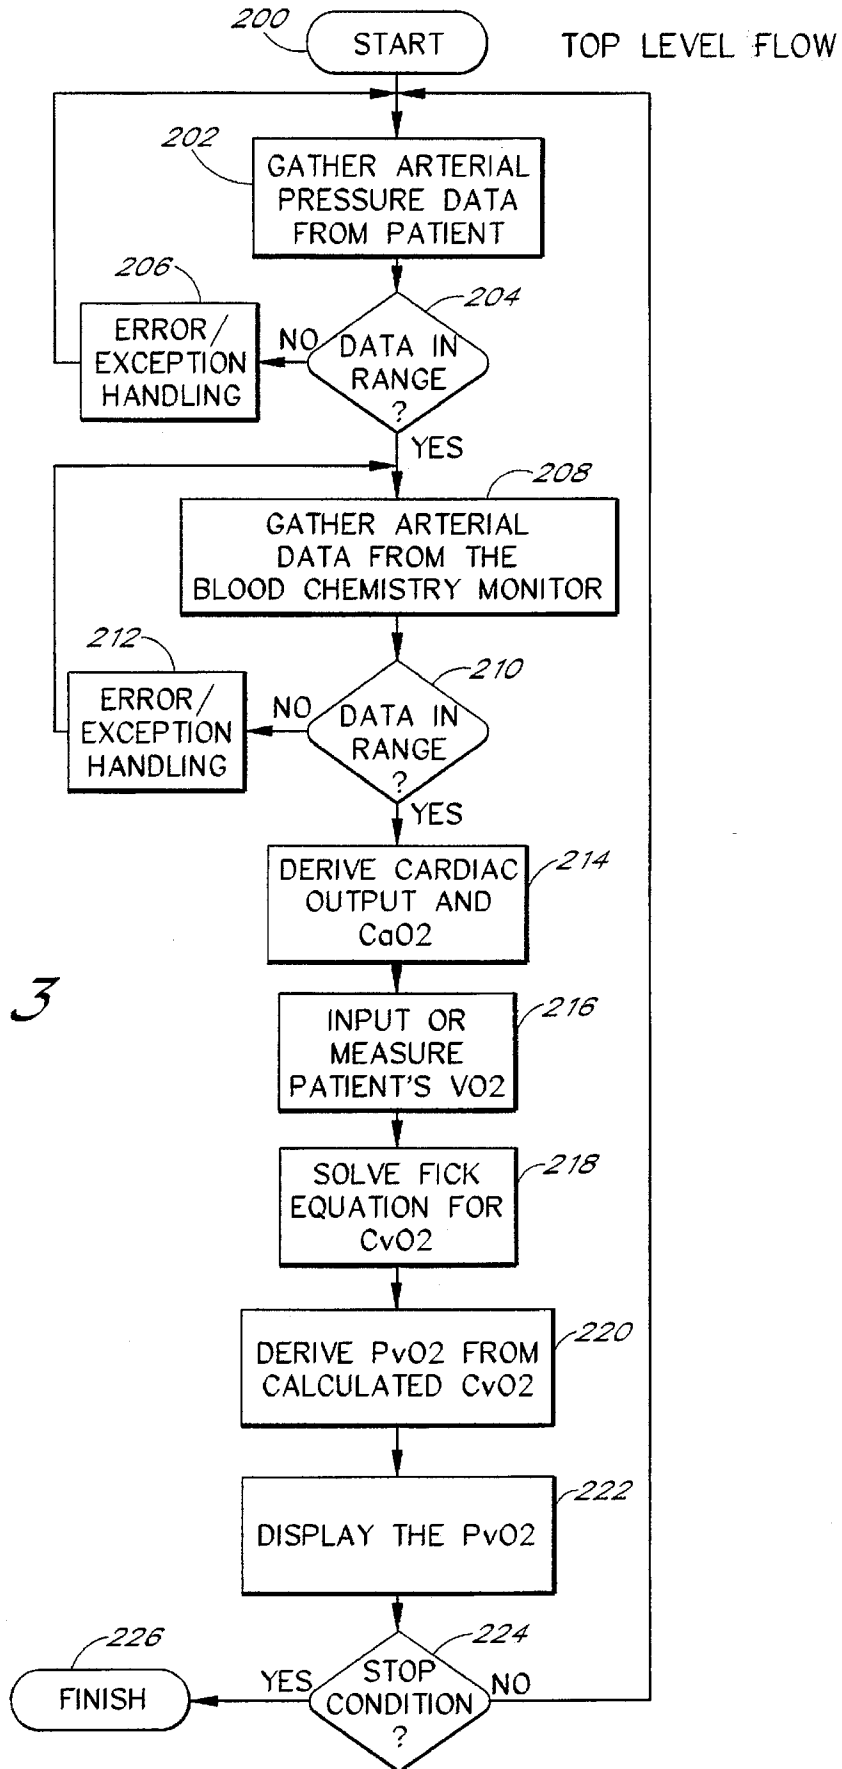 200
START
TOP LEVEL FLOW
202
GATHER ARTERIAL
PRESSURE DATA
FROM PATIENT
206
ERROR/
EXCEPTION
HANDLING
NO
204
DATA IN
RANGE
?
YES
208
GATHER ARTERIAL
DATA FROM THE
BLOOD CHEMISTRY MONITOR
212
ERROR/
EXCEPTION
HANDLING
NO
210
DATA IN
RANGE
?
YES
214
DERIVE CARDIAC
OUTPUT AND
CaO2
3
216
INPUT OR
MEASURE
PATIENT'S VO2
218
SOLVE FICK
EQUATION FOR
CvO2
220
DERIVE PvO2 FROM
CALCULATED CvO2
222
DISPLAY THE PvO2
224
STOP
CONDITION
?
YES
NO
226
FINISH